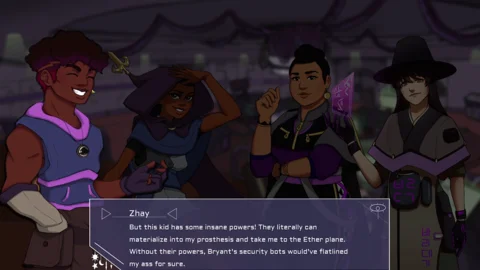 Zhay
But this kid has some insane powers! They literally can
materialize into my prosthesis and take me to the Ether plane.
Without their powers, Bryant's security bots would've flatlined
my ass for sure.